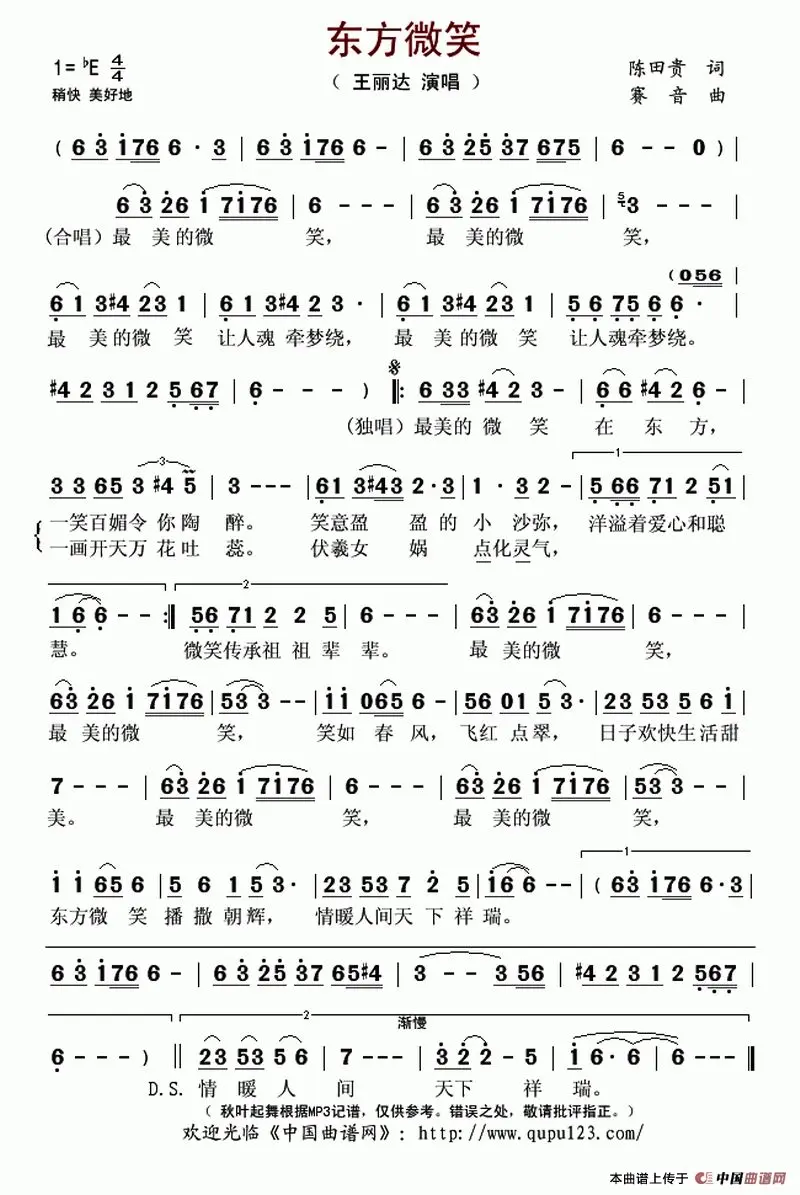 东方微笑
1=♭E 4/4
（ 王丽达 演唱 ）
陈田贵 词
稍快 美好地
赛 音 曲
( 6 3 1 7 6 6 · 3 | 6 3 1 7 6 6 - | 6 3 2 5 3 7 6 7 5 | 6 - - 0 ) |
6 3 2 6 1 7 1 7 6 | 6 - - - | 6 3 2 6 1 7 1 7 6 | 5 3 - - - |
(合唱) 最 美的微 笑， 最 美的微 笑，
(0 5 6
6 1 3 #4 2 3 1 | 6 1 3 #4 2 3 · | 6 1 3 #4 2 3 1 | 5 6 7 5 6 6 · |
最 美的微 笑 让人魂 牵梦绕， 最 美的微 笑 让人魂牵梦绕。
#4 2 3 1 2 5 6 7 | 6 - - - ) |: 6 3 3 #4 2 3 - | 6 6 #4 2 6 - |
(独唱) 最美的 微 笑 在 东 方，
3 3 6 5 3 #4 5 | 3 - - - | 6 1 3 #4 3 2 · 3 | 1 · 3 2 - | 5 6 6 7 1 2 5 1 |
一笑百媚令 你陶 醉。 笑意盈 盈的 小 沙弥， 洋溢着爱心和聪
一画开天万 花吐 蕊。 伏羲女 娲 点化灵气，
1 6 6 - - :| 5 6 7 1 2 2 5 | 6 - - - | 6 3 2 6 1 7 1 7 6 | 6 - - - |
慧。 微笑传承祖 祖 辈 辈。 最 美的微 笑，
6 3 2 6 1 7 1 7 6 | 5 3 3 - - | 1 1 0 6 5 6 - | 5 6 0 1 5 3 · | 2 3 5 3 5 6 1 |
最 美的微 笑， 笑如 春 风， 飞红 点 翠， 日子欢快生活甜
7 - - - | 6 3 2 6 1 7 1 7 6 | 6 - - - | 6 3 2 6 1 7 1 7 6 | 5 3 3 - - |
美。 最 美的微 笑， 最 美的微 笑，
1 1 6 5 6 | 5 6 1 5 3 · | 2 3 5 3 7 2 5 | 1 6 6 - - | ( 6 3 1 7 6 6 · 3 |
东方微 笑 播 撒 朝 辉， 情暖人间天 下 祥 瑞。
6 3 1 7 6 6 - | 6 3 2 5 3 7 6 5 #4 | 3 - - 3 5 6 | #4 2 3 1 2 5 6 7 |
渐慢
6 - - - ) || 2 3 5 3 5 6 | 7 - - - | 3 2 2 · - 5 | 1 6 · 6 | 6 - - - ||
D.S. 情 暖 人 间 天下 祥 瑞。
（ 秋叶起舞根据MP3记谱，仅供参考。错误之处，敬请批评指正。）
欢迎光临《中国曲谱网》：http://www.qupu123.com/
本曲谱上传于 中国曲谱网